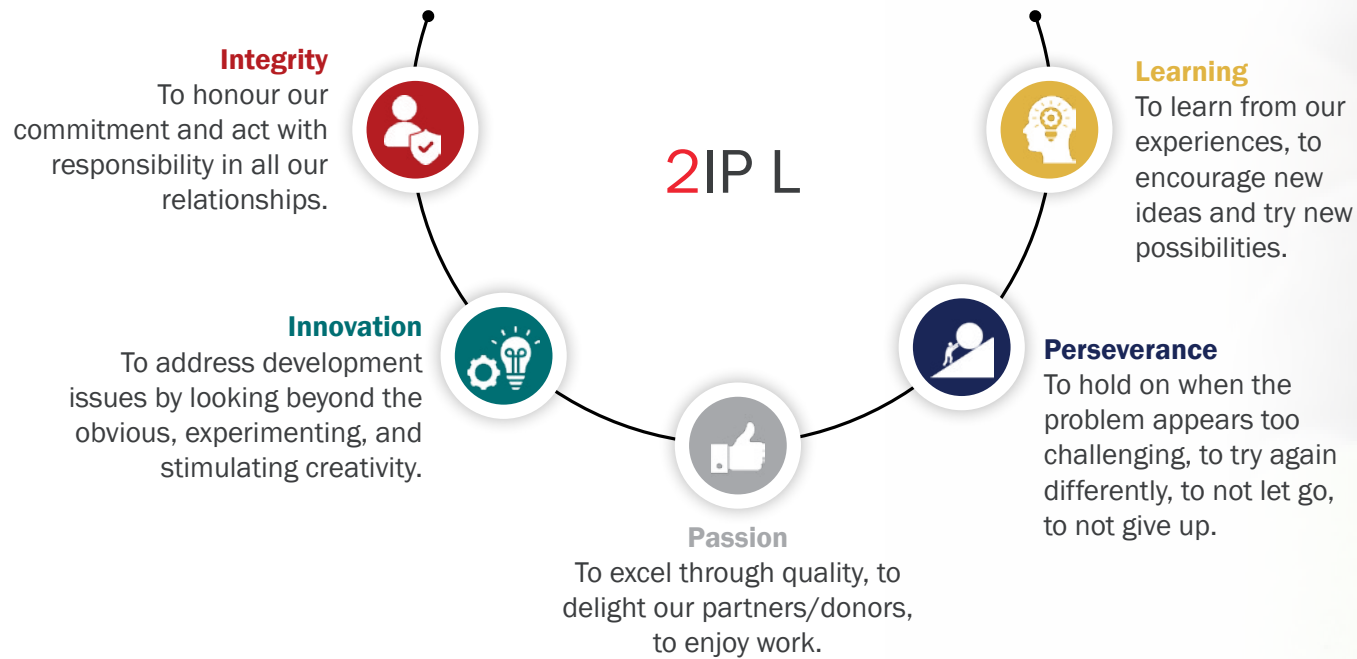 2IP L
Integrity
To honour our
commitment and act with
responsibility in all our
relationships.
Innovation
To address development
issues by looking beyond the
obvious, experimenting, and
stimulating creativity.
Passion
To excel through quality, to
delight our partners/donors,
to enjoy work.
Perseverance
To hold on when the
problem appears too
challenging, to try again
differently, to not let go,
to not give up.
Learning
To learn from our
experiences, to
encourage new
ideas and try new
possibilities.